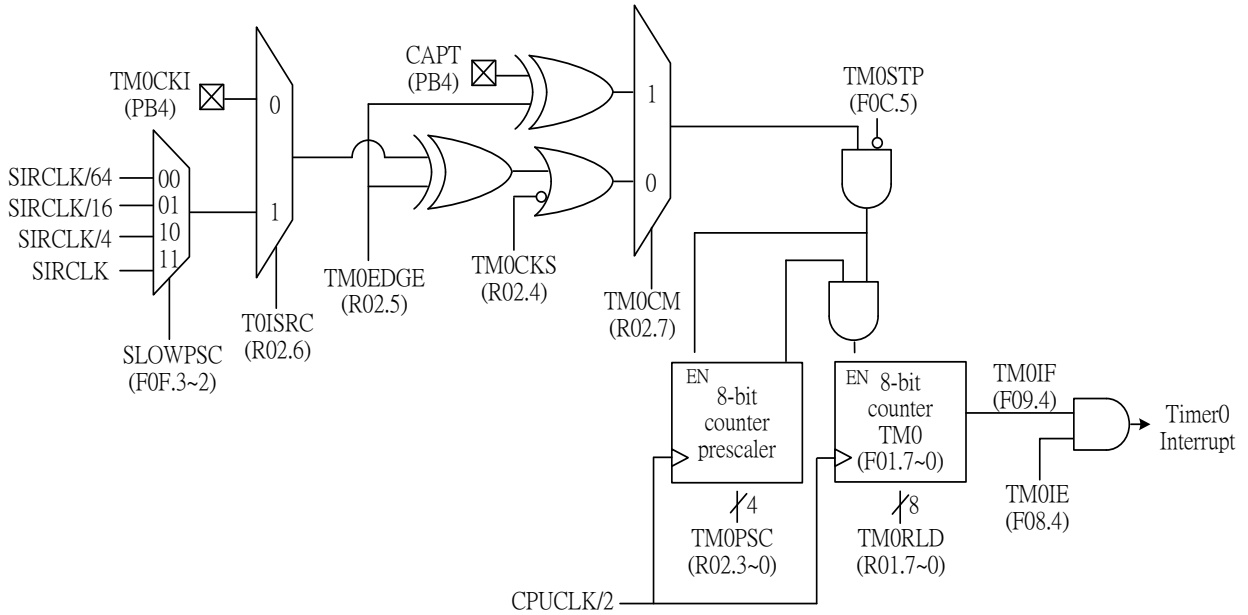 TM0CKI
(PB4)
0
1
SIRCLK/64
SIRCLK/16
SIRCLK/4
SIRCLK
00
01
10
11
SLOWPSC
(F0F.3~2)
T0ISRC
(R02.6)
CAPT
(PB4)
TM0EDGE
(R02.5)
TM0CKS
(R02.4)
1
0
TM0CM
(R02.7)
TM0STP
(F0C.5)
EN
8-bit
counter
prescaler
4
TM0PSC
(R02.3~0)
EN
8-bit
counter
TM0
(F01.7~0)
8
TM0RLD
(R01.7~0)
TM0IF
(F09.4)
TM0IE
(F08.4)
Timer0
Interrupt
CPUCLK/2